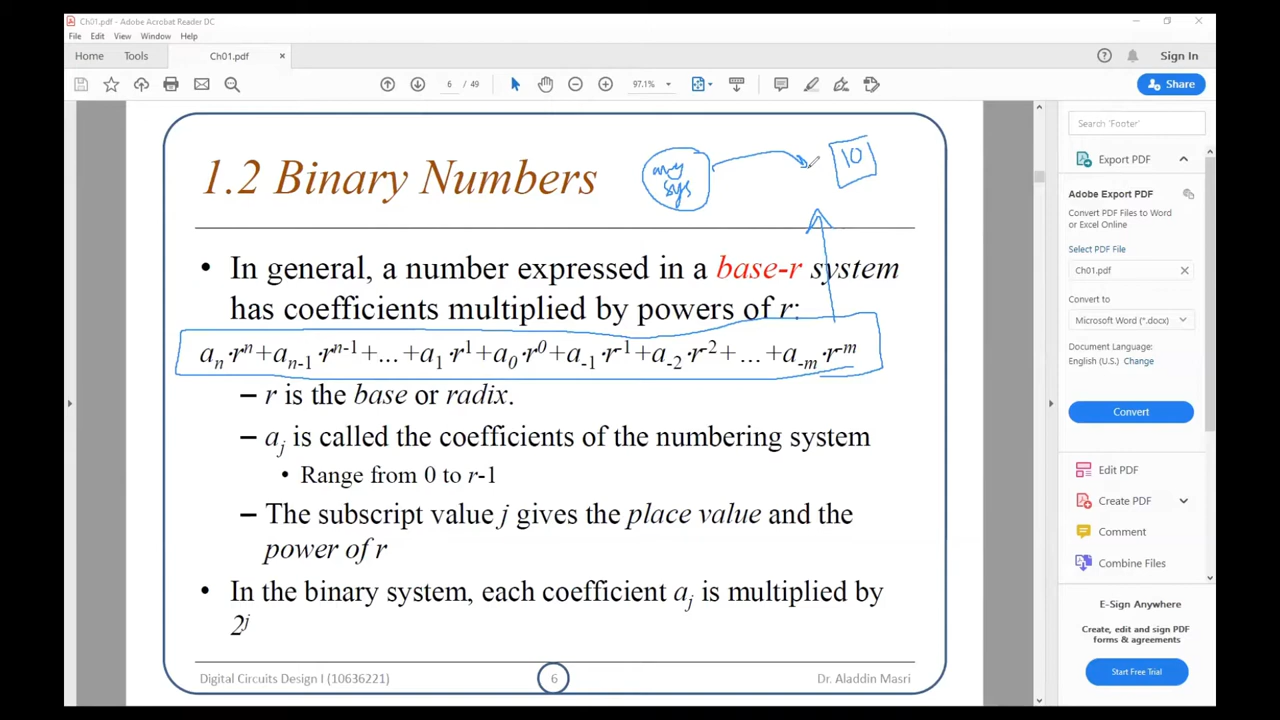 Ch01.pdf - Adobe Acrobat Reader DC
File Edit View Window Help
Home Tools Ch01.pdf × Sign In
6 / 49 97.1% Share
1.2 Binary Numbers
any
sys
10
• In general, a number expressed in a base-r system
has coefficients multiplied by powers of r:
aₙ·rⁿ+aₙ₋₁·rⁿ⁻¹+...+a₁·r¹+a₀·r⁰+a₋₁·r⁻¹+a₋₂·r⁻²+...+a₋ₘ·r⁻ᵐ
– r is the base or radix.
– aⱼ is called the coefficients of the numbering system
• Range from 0 to r-1
– The subscript value j gives the place value and the
power of r
• In the binary system, each coefficient aⱼ is multiplied by
2ʲ
Digital Circuits Design I (10636221) 6 Dr. Aladdin Masri
Search 'Footer'
Export PDF
Adobe Export PDF
Convert PDF Files to Word
or Excel Online
Select PDF File
Ch01.pdf ×
Convert to
Microsoft Word (*.docx)
Document Language:
English (U.S.) Change
Convert
Edit PDF
Create PDF
Comment
Combine Files
E-Sign Anywhere
Create, edit and sign PDF
forms & agreements
Start Free Trial